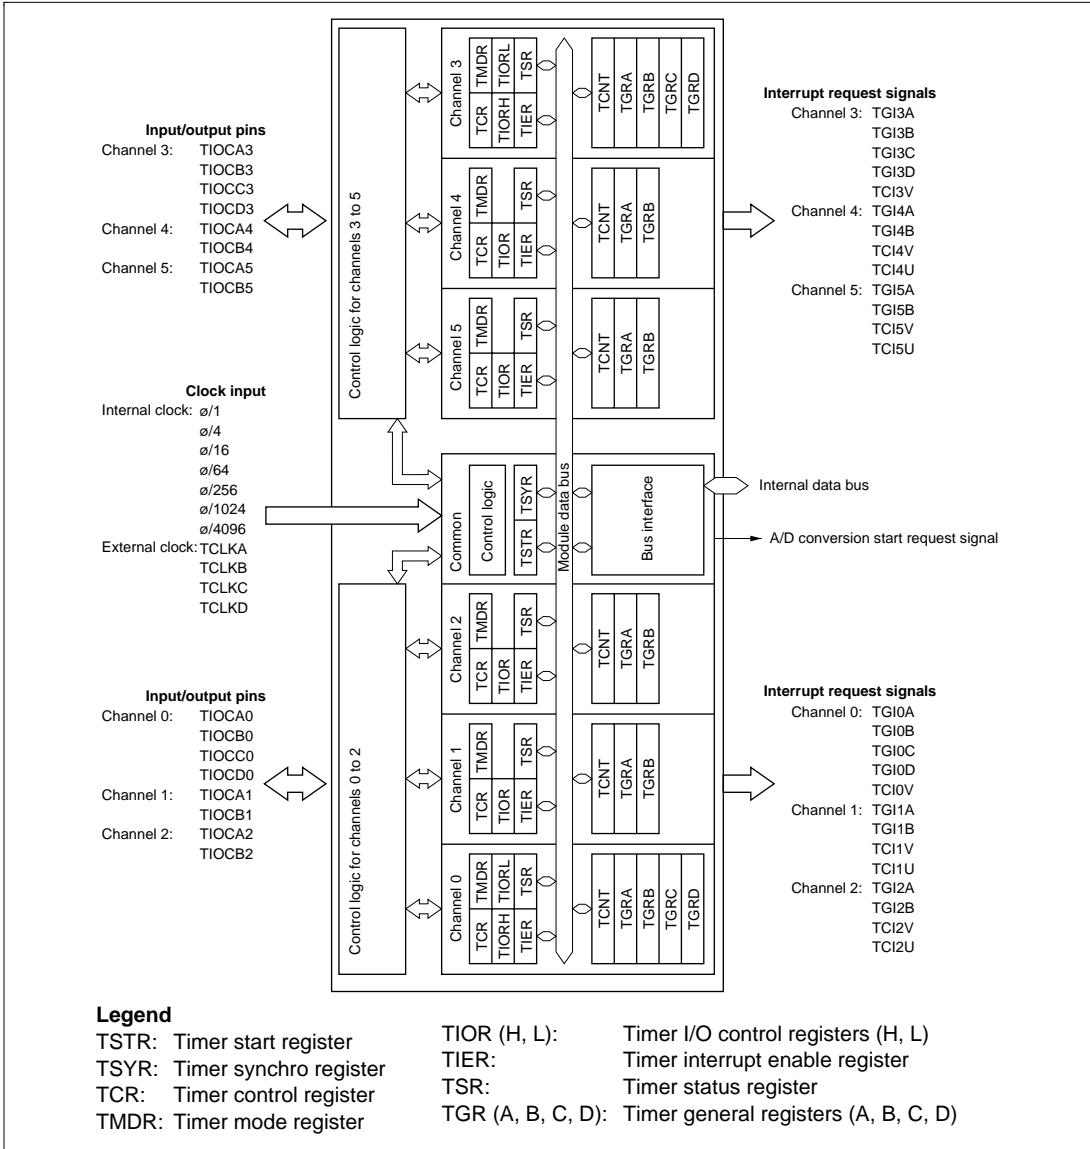 Input/output pins
Channel 3: TIOCA3
TIOCB3
TIOCC3
TIOCD3
Channel 4: TIOCA4
TIOCB4
Channel 5: TIOCA5
TIOCB5
Clock input
Internal clock: ø/1
ø/4
ø/16
ø/64
ø/256
ø/1024
ø/4096
External clock: TCLKA
TCLKB
TCLKC
TCLKD
Input/output pins
Channel 0: TIOCA0
TIOCB0
TIOCC0
TIOCD0
Channel 1: TIOCA1
TIOCB1
Channel 2: TIOCA2
TIOCB2
Control logic for channels 3 to 5
Control logic for channels 0 to 2
Channel 3
TCR TMDR
TIORH TIORL
TIER TSR
TCNT
TGRA
TGRB
TGRC
TGRD
Channel 4
TCR TMDR
TIOR
TIER TSR
TCNT
TGRA
TGRB
Channel 5
TCR TMDR
TIOR
TIER TSR
TCNT
TGRA
TGRB
Common
Control logic
TSTR TSYR
Module data bus
Bus interface
Channel 2
TCR TMDR
TIOR
TIER TSR
TCNT
TGRA
TGRB
Channel 1
TCR TMDR
TIOR
TIER TSR
TCNT
TGRA
TGRB
Channel 0
TCR TMDR
TIORH TIORL
TIER TSR
TCNT
TGRA
TGRB
TGRC
TGRD
Interrupt request signals
Channel 3: TGI3A
TGI3B
TGI3C
TGI3D
TCI3V
Channel 4: TGI4A
TGI4B
TCI4V
TCI4U
Channel 5: TGI5A
TGI5B
TCI5V
TCI5U
Internal data bus
A/D conversion start request signal
Interrupt request signals
Channel 0: TGI0A
TGI0B
TGI0C
TGI0D
TCI0V
Channel 1: TGI1A
TGI1B
TCI1V
TCI1U
Channel 2: TGI2A
TGI2B
TCI2V
TCI2U
Legend
TSTR: Timer start register
TSYR: Timer synchro register
TCR: Timer control register
TMDR: Timer mode register
TIOR (H, L): Timer I/O control registers (H, L)
TIER: Timer interrupt enable register
TSR: Timer status register
TGR (A, B, C, D): Timer general registers (A, B, C, D)